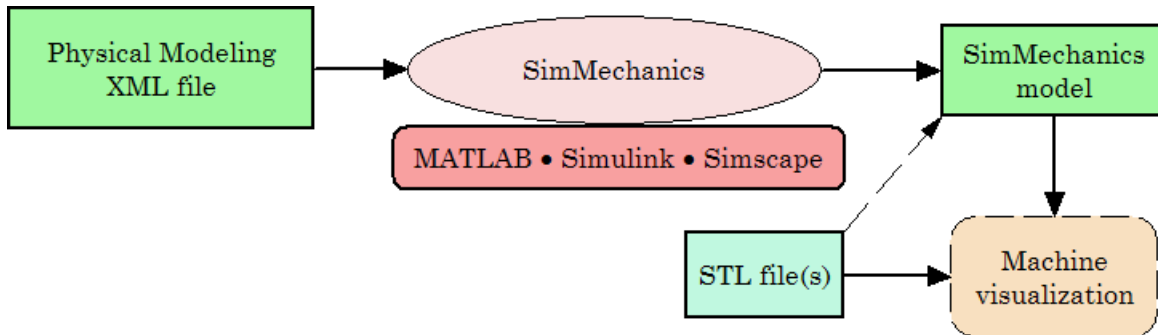 Physical Modeling
XML file
SimMechanics
SimMechanics
model
MATLAB • Simulink • Simscape
STL file(s)
Machine
visualization